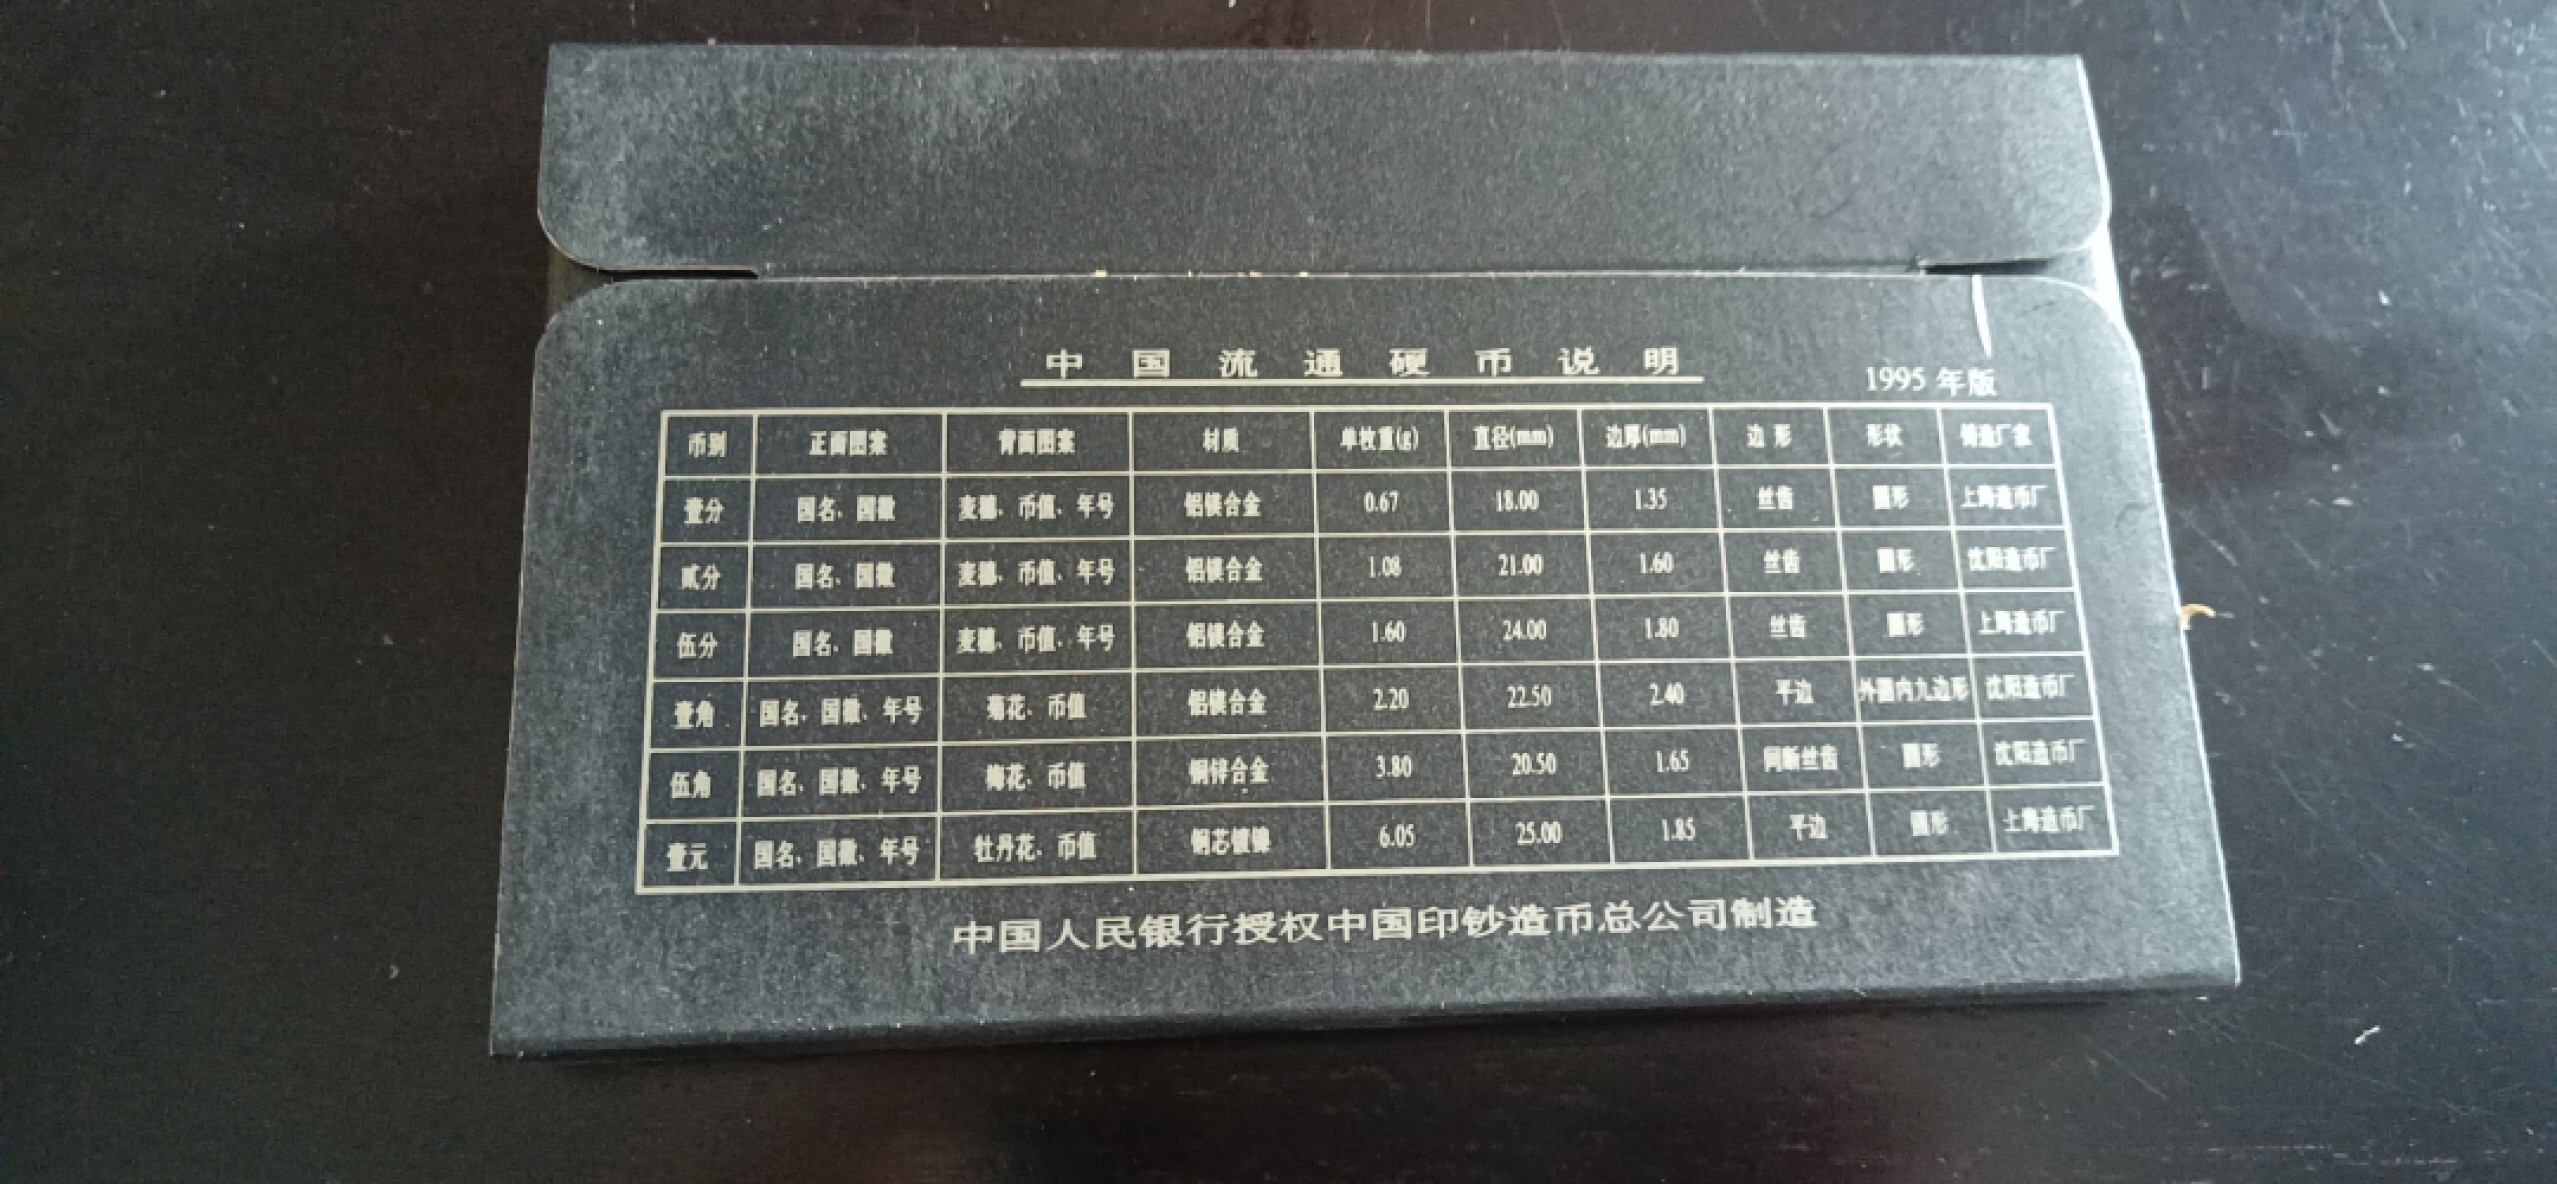 中国流通硬币说明
1995 年版
币别 正面图案 背面图案 材质 单枚重(g) 直径(mm) 边厚(mm) 边形 形状 铸造厂家
壹分 国名、国徽 麦穗、币值、年号 铝镁合金 0.67 18.00 1.35 丝齿 圆形 上海造币厂
贰分 国名、国徽 麦穗、币值、年号 铝镁合金 1.08 21.00 1.60 丝齿 圆形 沈阳造币厂
伍分 国名、国徽 麦穗、币值、年号 铝镁合金 1.60 24.00 1.80 丝齿 圆形 上海造币厂
壹角 国名、国徽、年号 菊花、币值 铝镁合金 2.20 22.50 2.40 平边 外圆内九边形 沈阳造币厂
伍角 国名、国徽、年号 梅花、币值 铜锌合金 3.80 20.50 1.65 间断丝齿 圆形 沈阳造币厂
壹元 国名、国徽、年号 牡丹花、币值 钢芯镀镍 6.05 25.00 1.85 平边 圆形 上海造币厂
中国人民银行授权中国印钞造币总公司制造